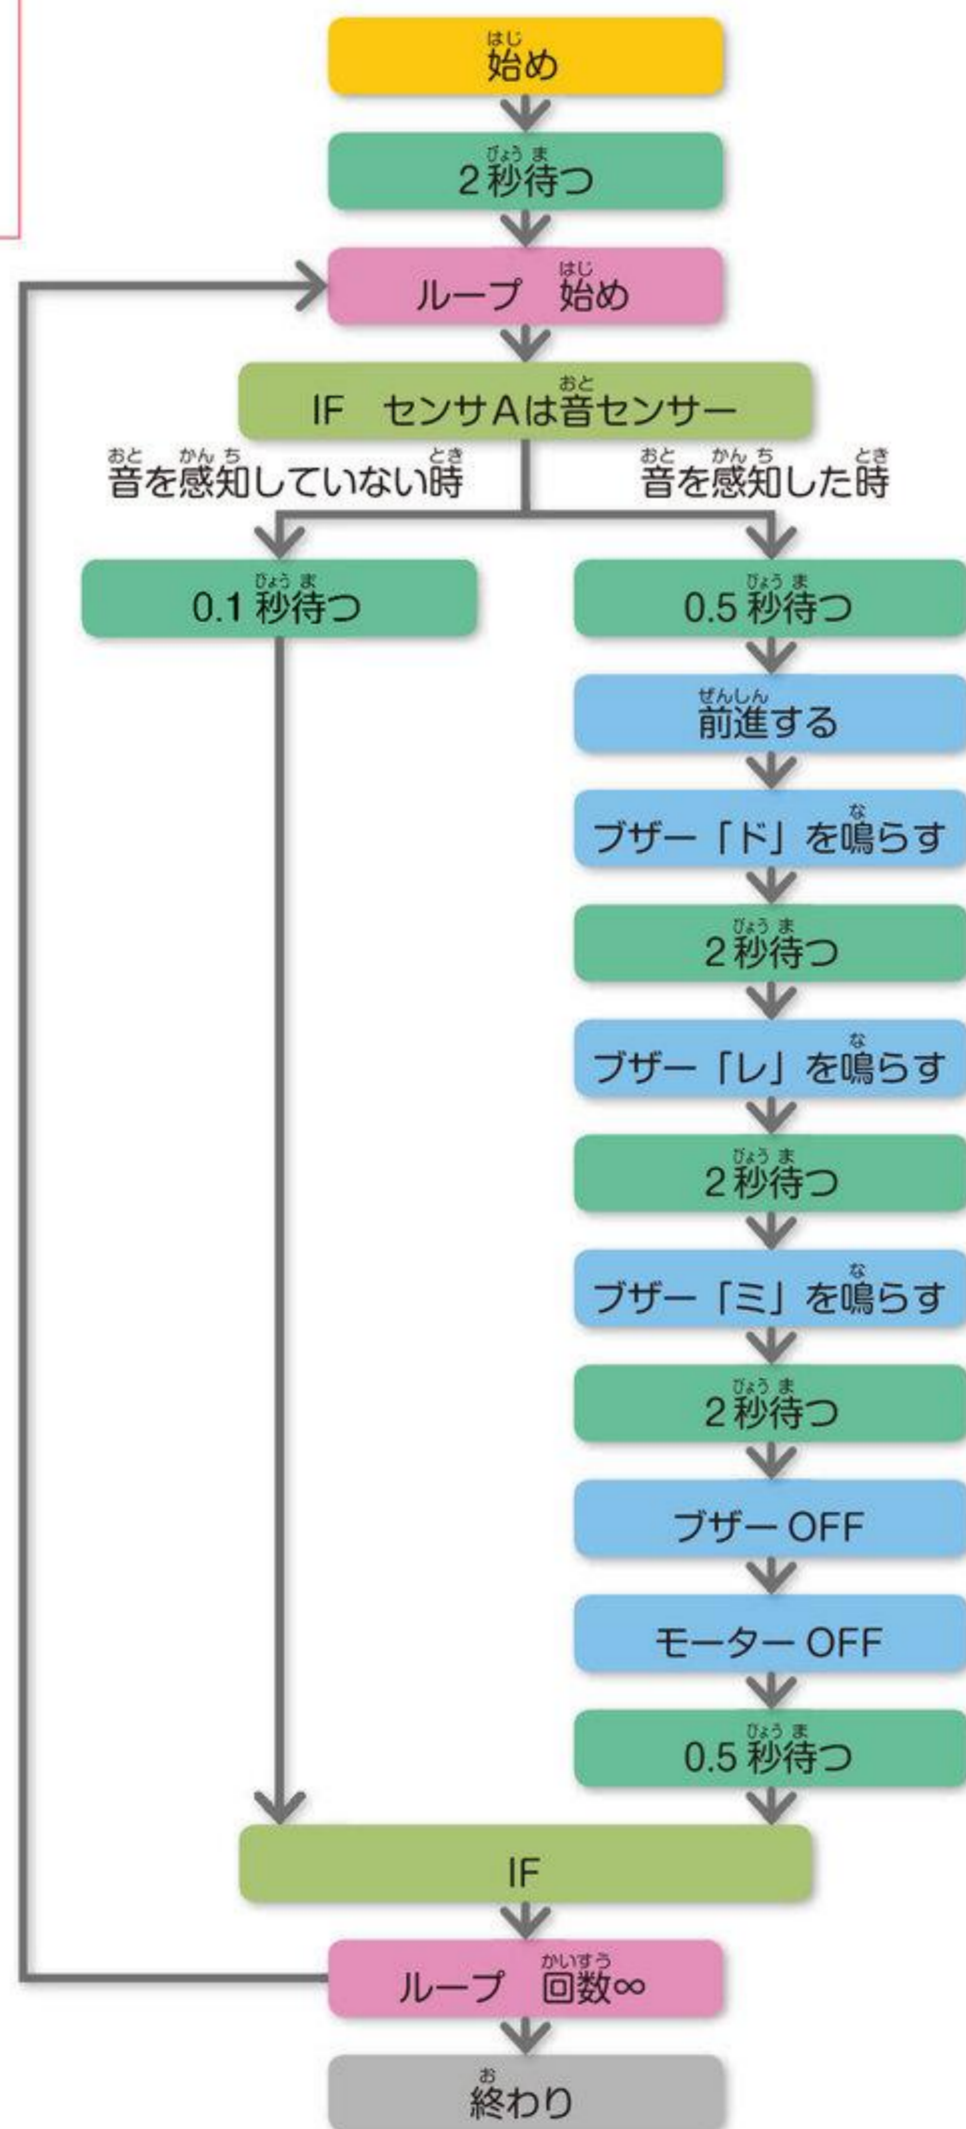 始め
2秒待つ
ループ 始め
IF センサAは音センサー
音を感知していない時
音を感知した時
0.1秒待つ
0.5秒待つ
前進する
ブザー「ド」を鳴らす
2秒待つ
ブザー「レ」を鳴らす
2秒待つ
ブザー「ミ」を鳴らす
2秒待つ
ブザーOFF
モーターOFF
0.5秒待つ
IF
ループ 回数∞
終わり